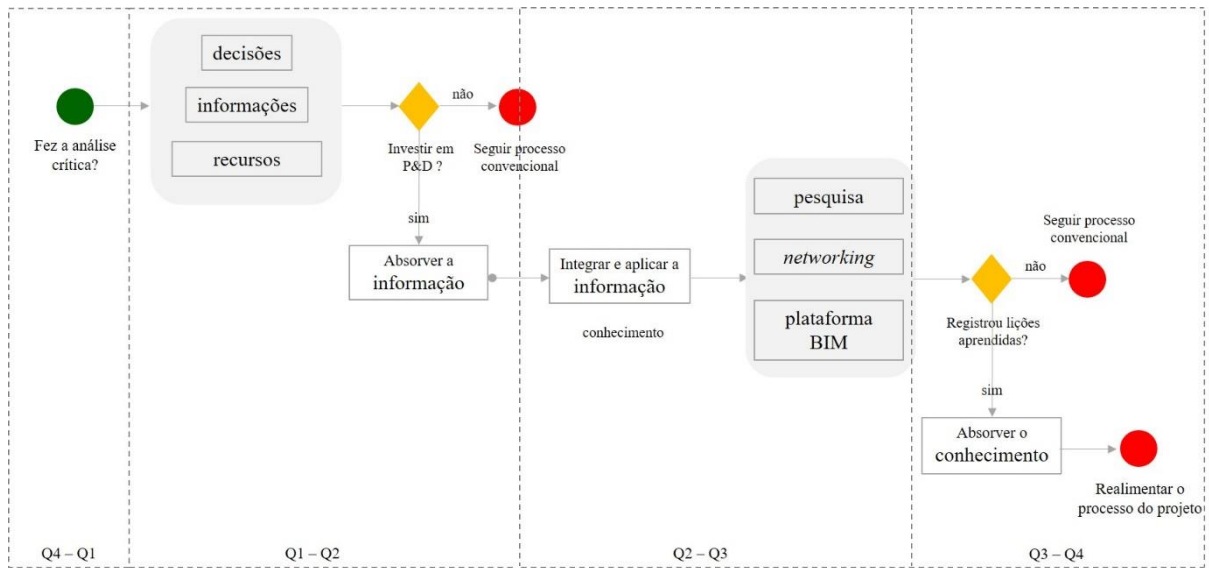 Fez a análise
crítica?
decisões
informações
recursos
não
Investir em
P&D ?
Seguir processo
convencional
sim
Absorver a
informação
Integrar e aplicar a
informação
conhecimento
pesquisa
networking
plataforma
BIM
Seguir processo
convencional
não
Registrou lições
aprendidas?
sim
Absorver o
conhecimento
Realimentar o
processo do projeto
Q4 – Q1
Q1 – Q2
Q2 – Q3
Q3 – Q4